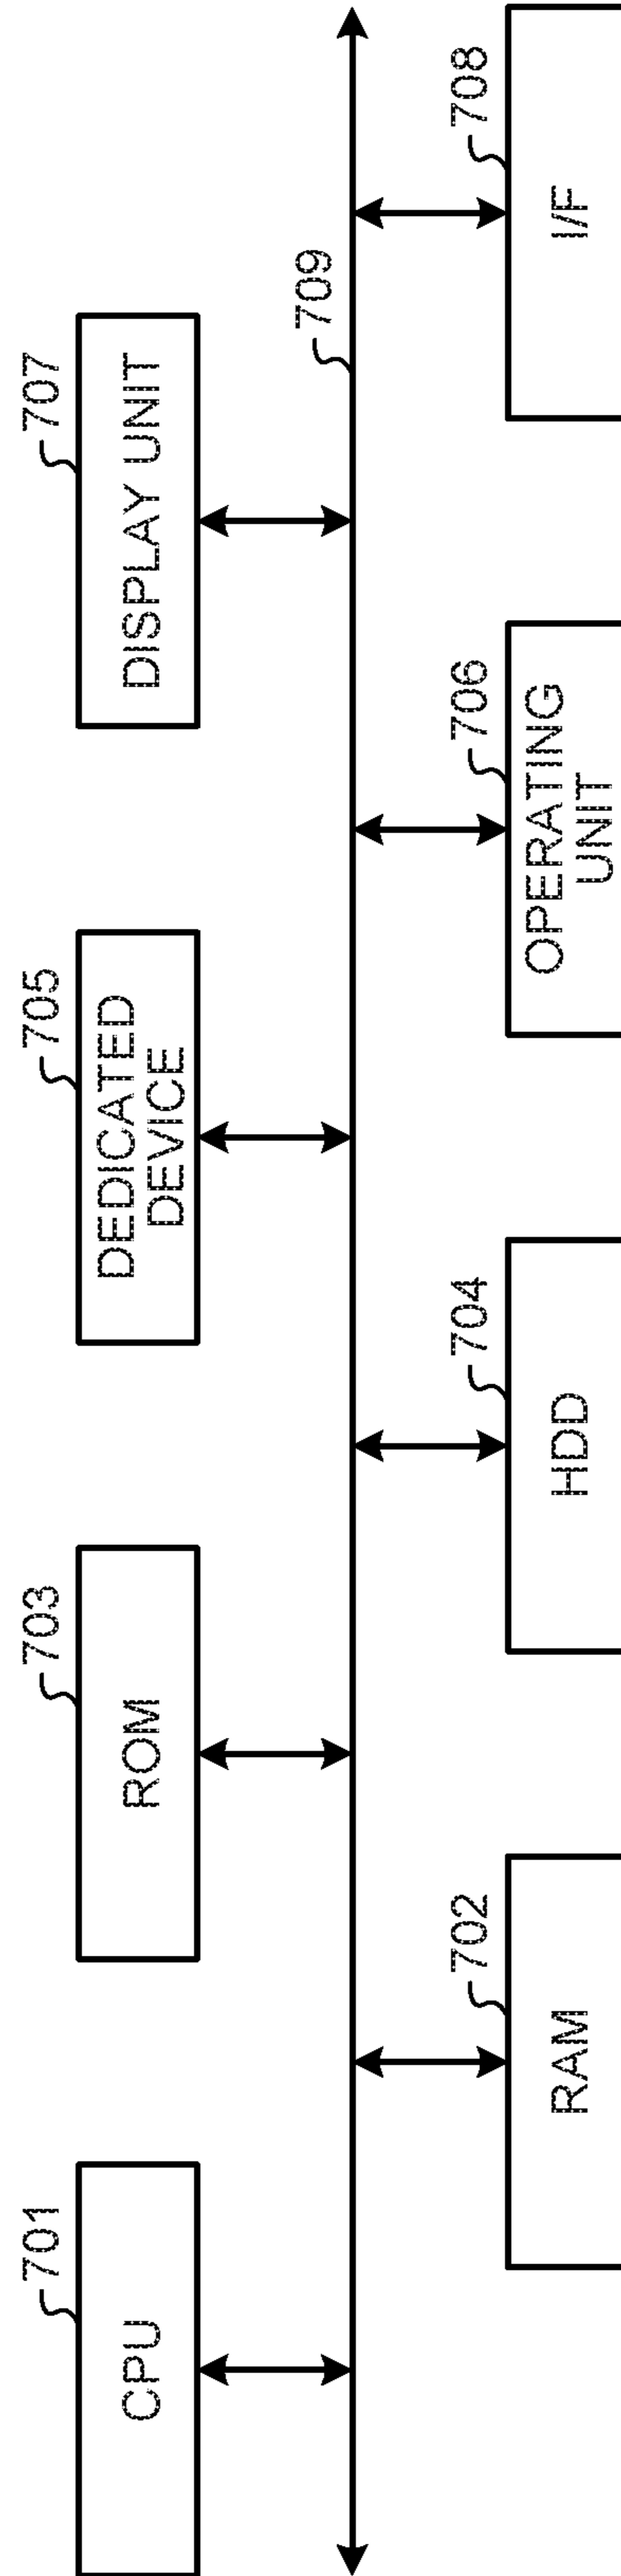 701
CPU
703
ROM
705
DEDICATED
DEVICE
707
DISPLAY UNIT
709
702
RAM
704
HDD
706
OPERATING
UNIT
708
I/F